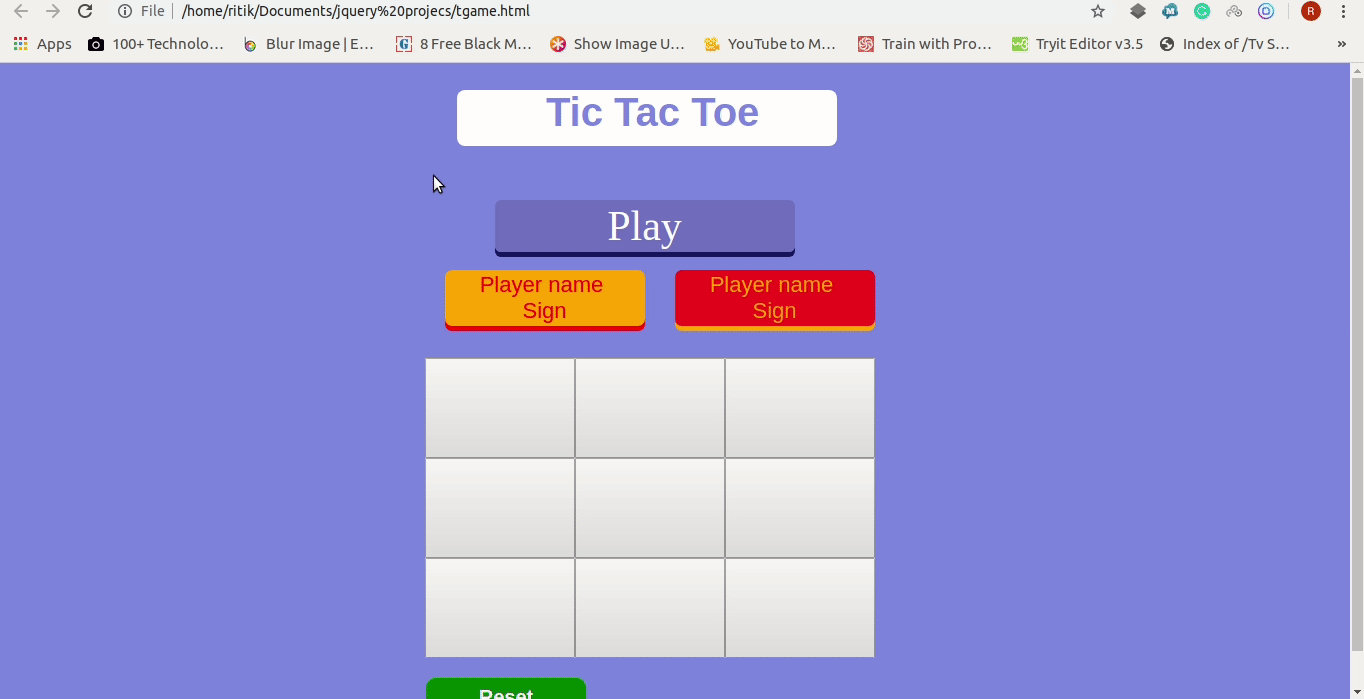 File /home/ritik/Documents/jquery%20projecs/tgame.html
R
Apps 100+ Technolo... Blur Image | E... 8 Free Black M... Show Image U... YouTube to M... Train with Pro... Tryit Editor v3.5 Index of /Tv S... »
Tic Tac Toe
Play
Player name
Sign
Player name
Sign
Reset